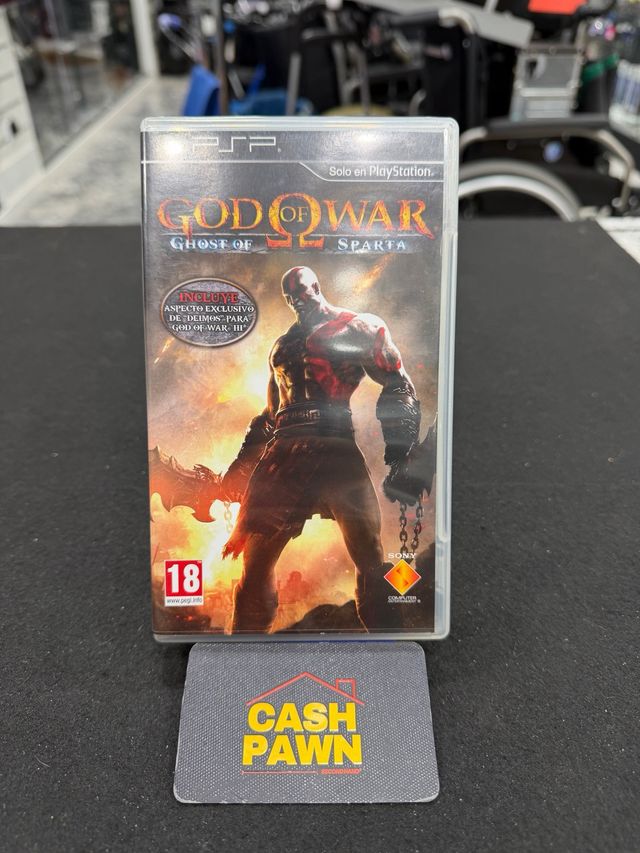 PSP
Solo en PlayStation.
GOD OF WAR
GHOST OF SPARTA
INCLUYE
ASPECTO EXCLUSIVO
DE "DEIMOS" PARA
GOD OF WAR III
18
www.pegi.info
SONY
COMPUTER
ENTERTAINMENT
CASH
PAWN
SECONDHAND